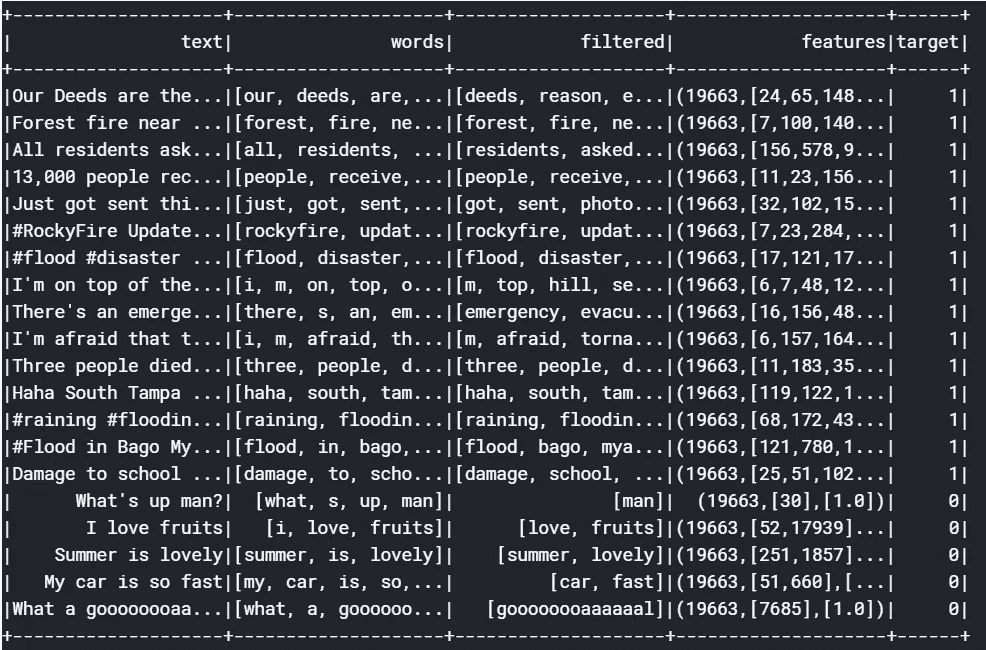 +--------------------+--------------------+--------------------+--------------------+------+
|                text|               words|            filtered|            features|target|
+--------------------+--------------------+--------------------+--------------------+------+
|Our Deeds are the...|[our, deeds, are,...|[deeds, reason, e...|(19663,[24,65,148...|     1|
|Forest fire near ...|[forest, fire, ne...|[forest, fire, ne...|(19663,[7,100,140...|     1|
|All residents ask...|[all, residents, ...|[residents, asked...|(19663,[156,578,9...|     1|
|13,000 people rec...|[people, receive,...|[people, receive,...|(19663,[11,23,156...|     1|
|Just got sent thi...|[just, got, sent,...|[got, sent, photo...|(19663,[32,102,15...|     1|
|#RockyFire Update...|[rockyfire, updat...|[rockyfire, updat...|(19663,[7,23,284,...|     1|
|#flood #disaster ...|[flood, disaster,...|[flood, disaster,...|(19663,[17,121,17...|     1|
|I'm on top of the...|[i, m, on, top, o...|[m, top, hill, se...|(19663,[6,7,48,12...|     1|
|There's an emerge...|[there, s, an, em...|[emergency, evacu...|(19663,[16,156,48...|     1|
|I'm afraid that t...|[i, m, afraid, th...|[m, afraid, torna...|(19663,[6,157,164...|     1|
|Three people died...|[three, people, d...|[three, people, d...|(19663,[11,183,35...|     1|
|Haha South Tampa ...|[haha, south, tam...|[haha, south, tam...|(19663,[119,122,1...|     1|
|#raining #floodin...|[raining, floodin...|[raining, floodin...|(19663,[68,172,43...|     1|
|#Flood in Bago My...|[flood, in, bago,...|[flood, bago, mya...|(19663,[121,780,1...|     1|
|Damage to school ...|[damage, to, scho...|[damage, school, ...|(19663,[25,51,102...|     1|
|      What's up man?|  [what, s, up, man]|               [man]|  (19663,[30],[1.0])|     0|
|       I love fruits|   [i, love, fruits]|      [love, fruits]|(19663,[52,17939]...|     0|
|    Summer is lovely|[summer, is, lovely]|    [summer, lovely]|(19663,[251,1857]...|     0|
|   My car is so fast|[my, car, is, so,...|         [car, fast]|(19663,[51,660],[...|     0|
|What a goooooooaa...|[what, a, goooooo...|   [goooooooaaaaaal]|(19663,[7685],[1.0])|     0|
+--------------------+--------------------+--------------------+--------------------+------+